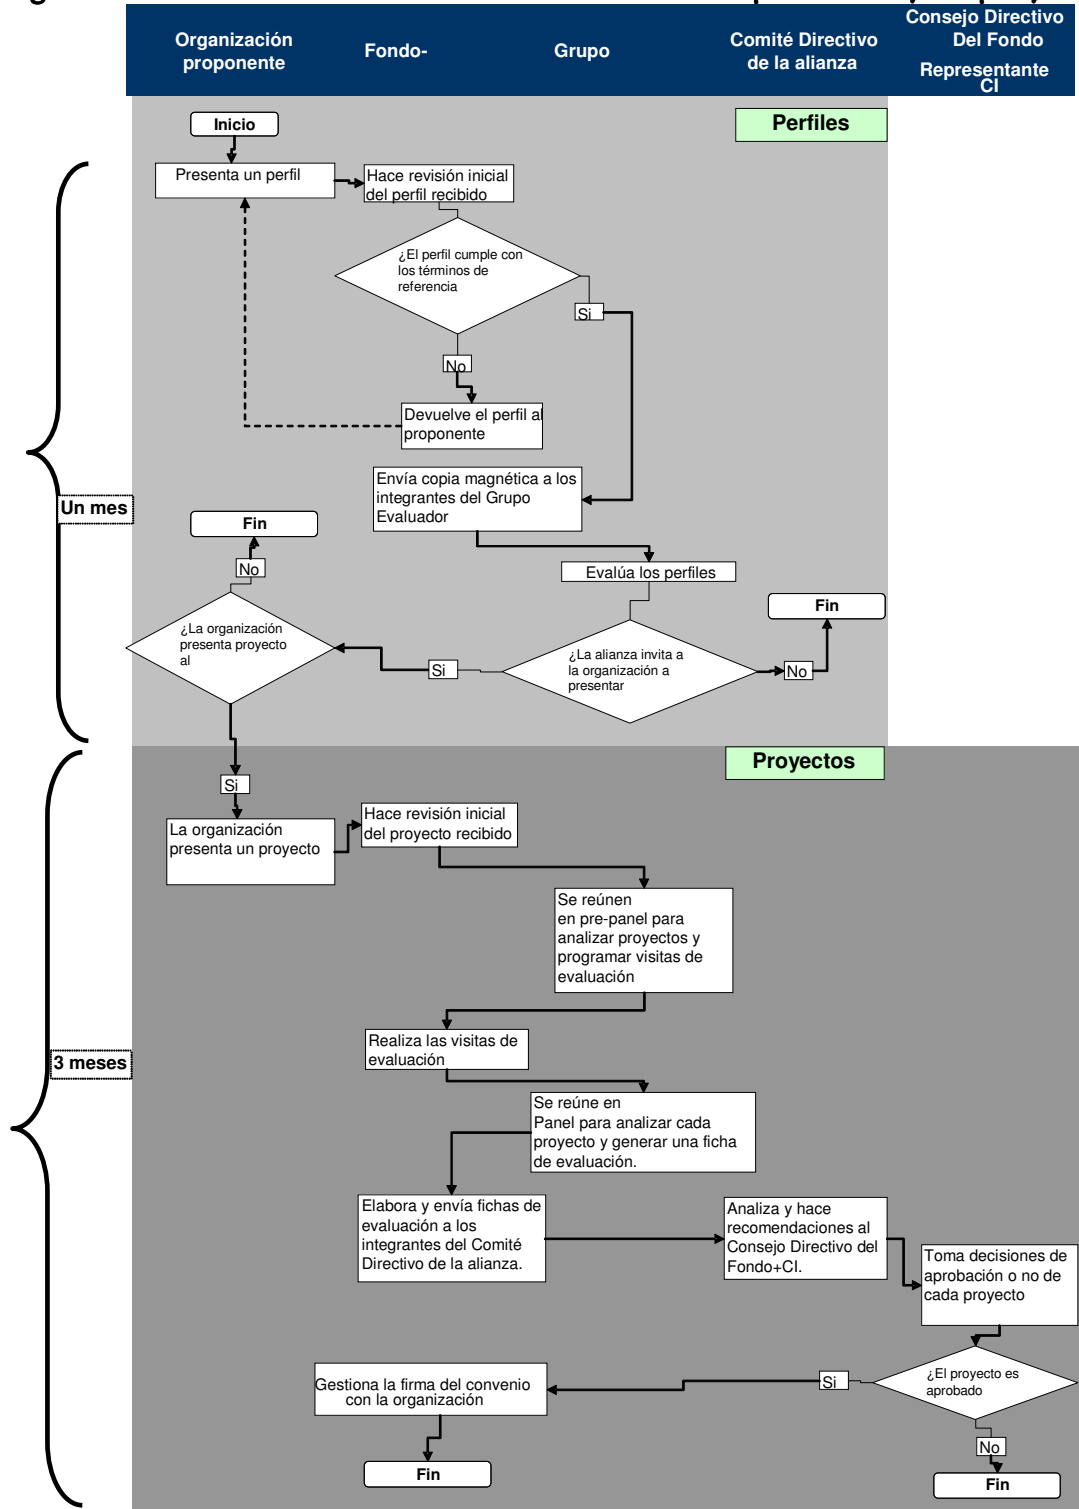 Organización
proponente
Fondo-
Grupo
Comité Directivo
de la alianza
Consejo Directivo
Del Fondo
Representante
CI
Inicio
Perfiles
Presenta un perfil
Hace revisión inicial
del perfil recibido
¿El perfil cumple con
los términos de
referencia
Si
No
Devuelve el perfil al
proponente
Envía copia magnética a los
integrantes del Grupo
Evaluador
Un mes
Fin
No
Evalúa los perfiles
Fin
¿La organización
presenta proyecto
al
Si
¿La alianza invita a
la organización a
presentar
No
Proyectos
Si
La organización
presenta un proyecto
Hace revisión inicial
del proyecto recibido
Se reúnen
en pre-panel para
analizar proyectos y
programar visitas de
evaluación
Realiza las visitas de
evaluación
3 meses
Se reúne en
Panel para analizar cada
proyecto y generar una ficha
de evaluación.
Elabora y envía fichas de
evaluación a los
integrantes del Comité
Directivo de la alianza.
Analiza y hace
recomendaciones al
Consejo Directivo del
Fondo+CI.
Toma decisiones de
aprobación o no de
cada proyecto
¿El proyecto es
aprobado
Si
Gestiona la firma del convenio
con la organización
No
Fin
Fin